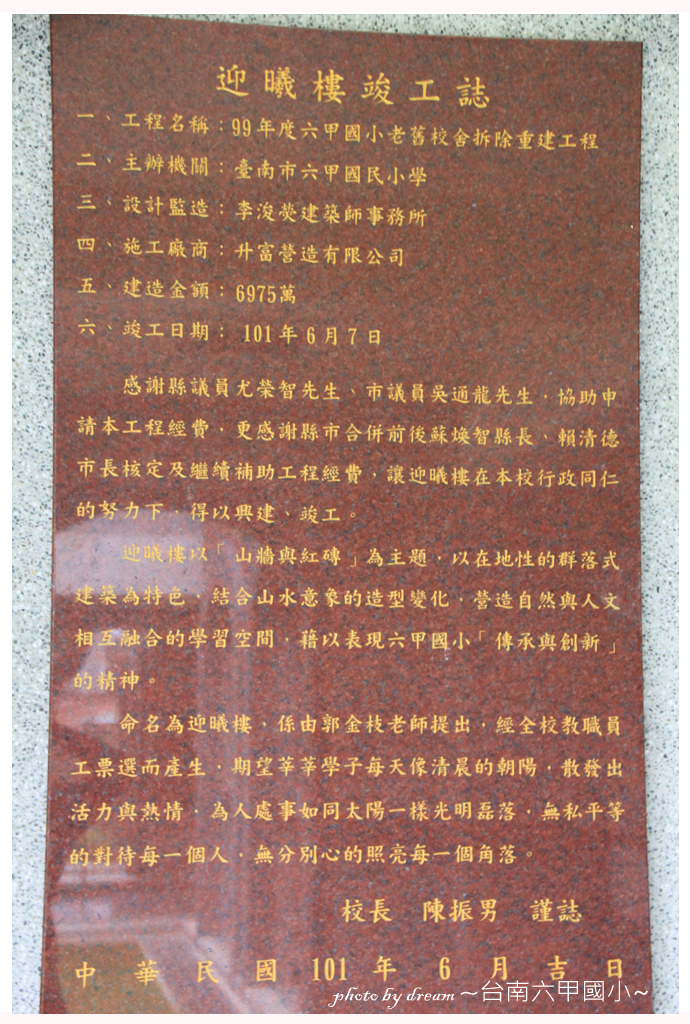 迎曦樓竣工誌
一、工程名稱：99年度六甲國小老舊校舍拆除重建工程
二、主辦機關：臺南市六甲國民小學
三、設計監造：李浚熒建築師事務所
四、施工廠商：升富營造有限公司
五、建造金額：6975萬
六、竣工日期：101年6月7日
感謝縣議員尤榮智先生、市議員吳通龍先生，協助申
請本工程經費，更感謝縣市合併前後蘇煥智縣長、賴清德
市長核定及繼續補助工程經費，讓迎曦樓在本校行政同仁
的努力下，得以興建、竣工。
迎曦樓以「山牆與紅磚」為主題，以在地性的群落式
建築為特色，結合山水意象的造型變化，營造自然與人文
相互融合的學習空間，藉以表現六甲國小「傳承與創新」
的精神。
命名為迎曦樓，係由郭金枝老師提出，經全校教職員
工票選而產生，期望莘莘學子每天像清晨的朝陽，散發出
活力與熱情，為人處事如同太陽一樣光明磊落，無私平等
的對待每一個人，無分別心的照亮每一個角落。
校長 陳振男 謹誌
中華民國101年6月吉日
photo by dream ~台南六甲國小~